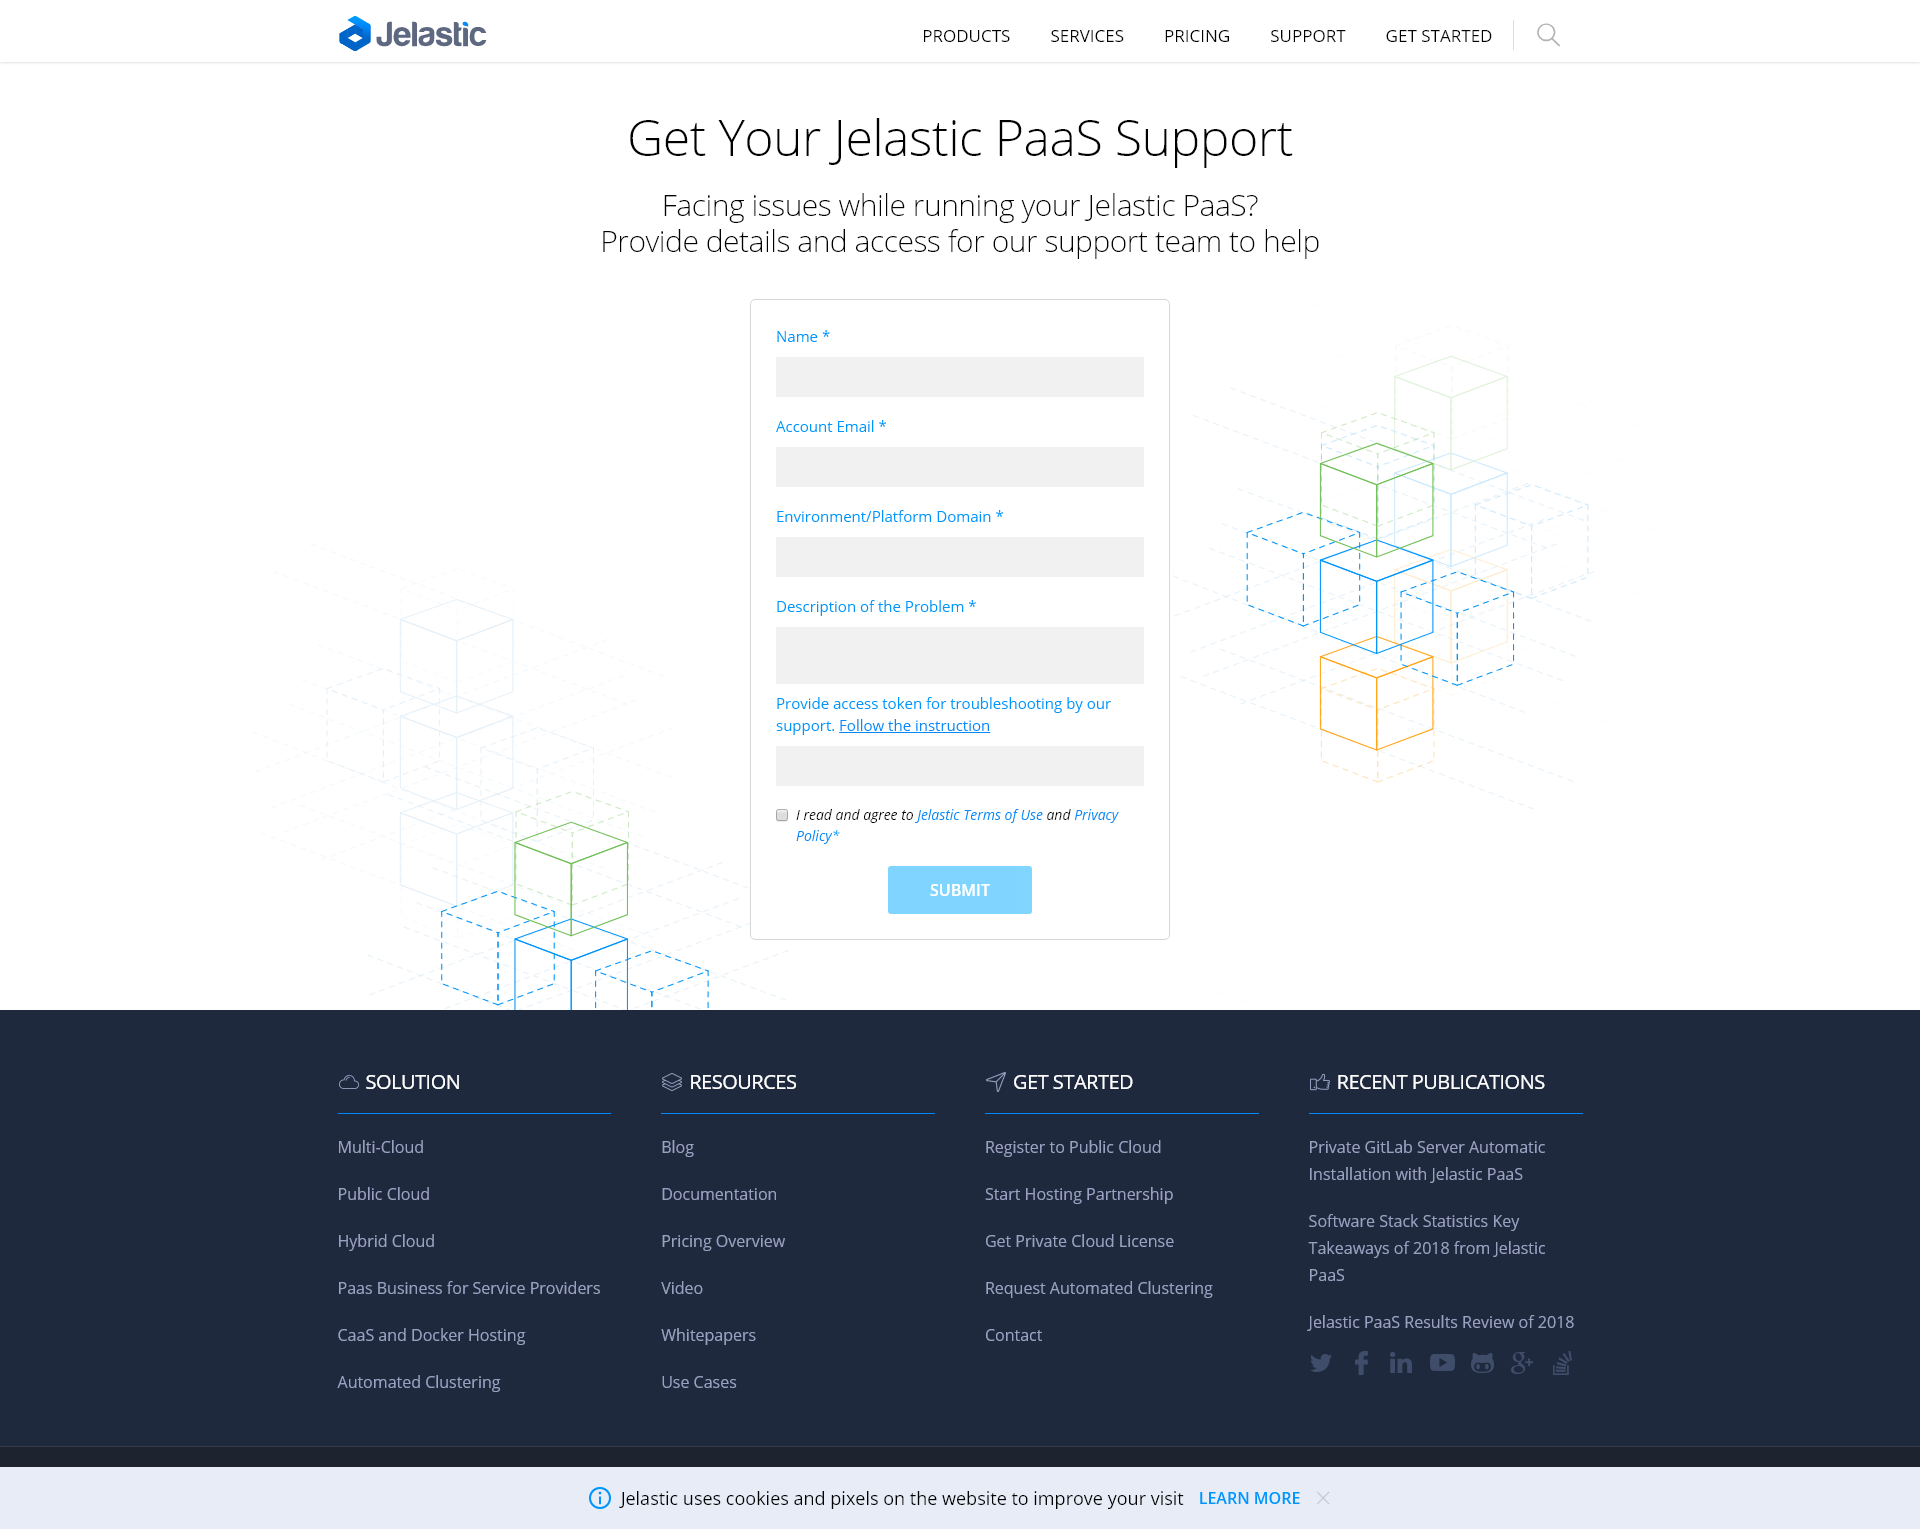 Jelastic
PRODUCTS
SERVICES
PRICING
SUPPORT
GET STARTED
Get Your Jelastic PaaS Support
Facing issues while running your Jelastic PaaS?
Provide details and access for our support team to help
Name *
Account Email *
Environment/Platform Domain *
Description of the Problem *
Provide access token for troubleshooting by our
support. Follow the instruction
I read and agree to Jelastic Terms of Use and Privacy
Policy*
SUBMIT
SOLUTION
Multi-Cloud
Public Cloud
Hybrid Cloud
Paas Business for Service Providers
CaaS and Docker Hosting
Automated Clustering
RESOURCES
Blog
Documentation
Pricing Overview
Video
Whitepapers
Use Cases
GET STARTED
Register to Public Cloud
Start Hosting Partnership
Get Private Cloud License
Request Automated Clustering
Contact
RECENT PUBLICATIONS
Private GitLab Server Automatic
Installation with Jelastic PaaS
Software Stack Statistics Key
Takeaways of 2018 from Jelastic
PaaS
Jelastic PaaS Results Review of 2018
Jelastic uses cookies and pixels on the website to improve your visit
LEARN MORE